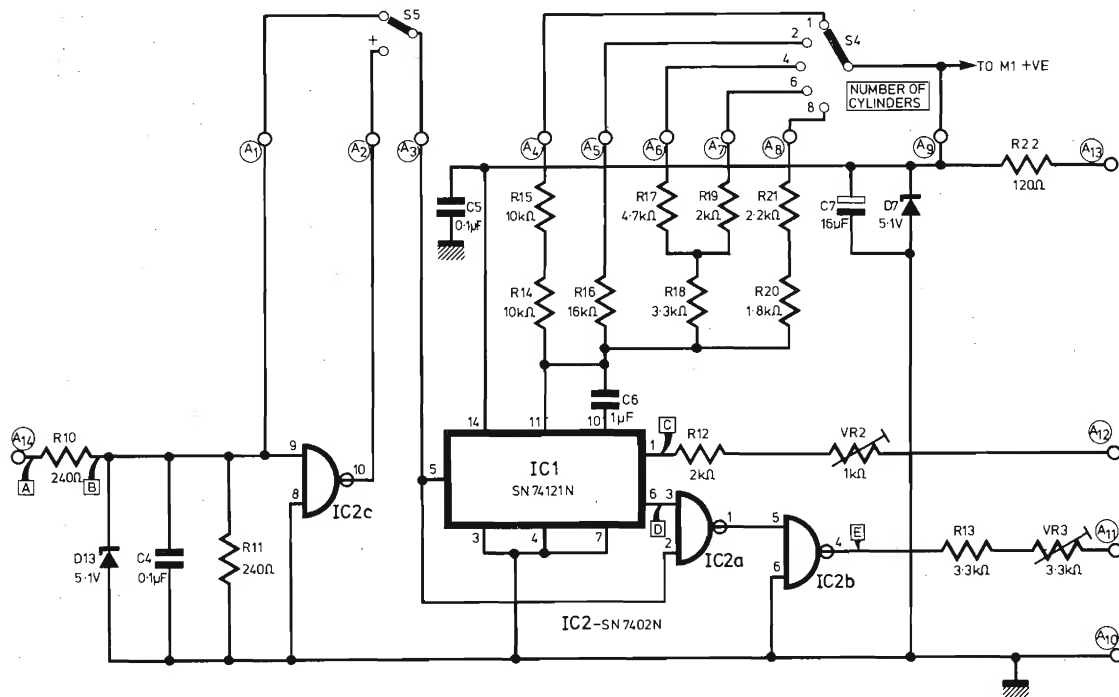 S5
+
1
2
4
6
8
S4
TO M1 +VE
NUMBER OF
CYLINDERS
A1
A2
A3
A4
A5
A6
A7
A8
A9
A13
R22
120Ω
C5
0·1µF
R15
10kΩ
R17
4·7kΩ
R19
2kΩ
R21
2·2kΩ
C7
16µF
D7
5·1V
R14
10kΩ
R16
16kΩ
R18
3·3kΩ
R20
1·8kΩ
C6
1µF
14
11
10
A14
R10
240Ω
A
B
9
8
10
IC2c
5
IC1
SN 74121N
1
C
R12
2kΩ
VR2
1kΩ
A12
6
D
3
4
7
3
2
1
IC2a
5
6
4
IC2b
E
R13
3·3kΩ
VR3
3·3kΩ
A11
D13
5·1V
C4
0·1µF
R11
240Ω
IC2-SN 7402N
A10